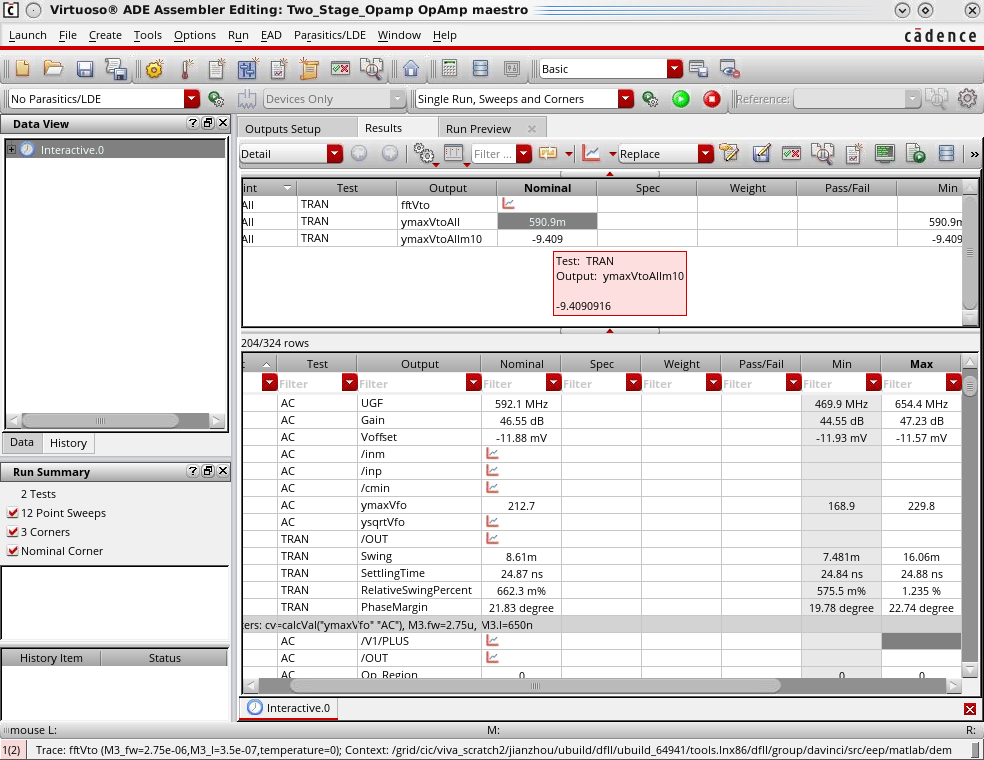 Virtuoso® ADE Assembler Editing: Two_Stage_Opamp OpAmp maestro
Launch File Create Tools Options Run EAD Parasitics/LDE Window Help
cādence
Basic
No Parasitics/LDE Devices Only Single Run, Sweeps and Corners Reference:
Data View
Interactive.0
Data History
Run Summary
2 Tests
12 Point Sweeps
3 Corners
Nominal Corner
History Item Status
Outputs Setup Results Run Preview
Detail Filter ... Replace »
int Test Output Nominal Spec Weight Pass/Fail Min
All TRAN fftVto
All TRAN ymaxVtoAll 590.9m 590.9m
All TRAN ymaxVtoAllm10 -9.409 -9.409
Test: TRAN
Output: ymaxVtoAllm10
-9.4090916
204/324 rows
t Test Output Nominal Spec Weight Pass/Fail Min Max
Filter Filter Filter Filter Filter Filter Filter Filter
AC UGF 592.1 MHz 469.9 MHz 654.4 MHz
AC Gain 46.55 dB 44.55 dB 47.23 dB
AC Voffset -11.88 mV -11.93 mV -11.57 mV
AC /inm
AC /inp
AC /cmin
AC ymaxVfo 212.7 168.9 229.8
AC ysqrtVfo
TRAN /OUT
TRAN Swing 8.61m 7.481m 16.06m
TRAN SettlingTime 24.87 ns 24.84 ns 24.88 ns
TRAN RelativeSwingPercent 662.3 m% 575.5 m% 1.235 %
TRAN PhaseMargin 21.83 degree 19.78 degree 22.74 degree
ters: cv=calcVal("ymaxVfo" "AC"), M3.fw=2.75u, M3.l=650n
AC /V1/PLUS
AC /OUT
AC Op_Region 0 0 0
Interactive.0
mouse L: M: R:
1(2) Trace: fftVto (M3_fw=2.75e-06,M3_l=3.5e-07,temperature=0); Context: /grid/cic/viva_scratch2/jianzhou/ubuild/dfII/ubuild_64941/tools.lnx86/dfII/group/davinci/src/eep/matlab/dem